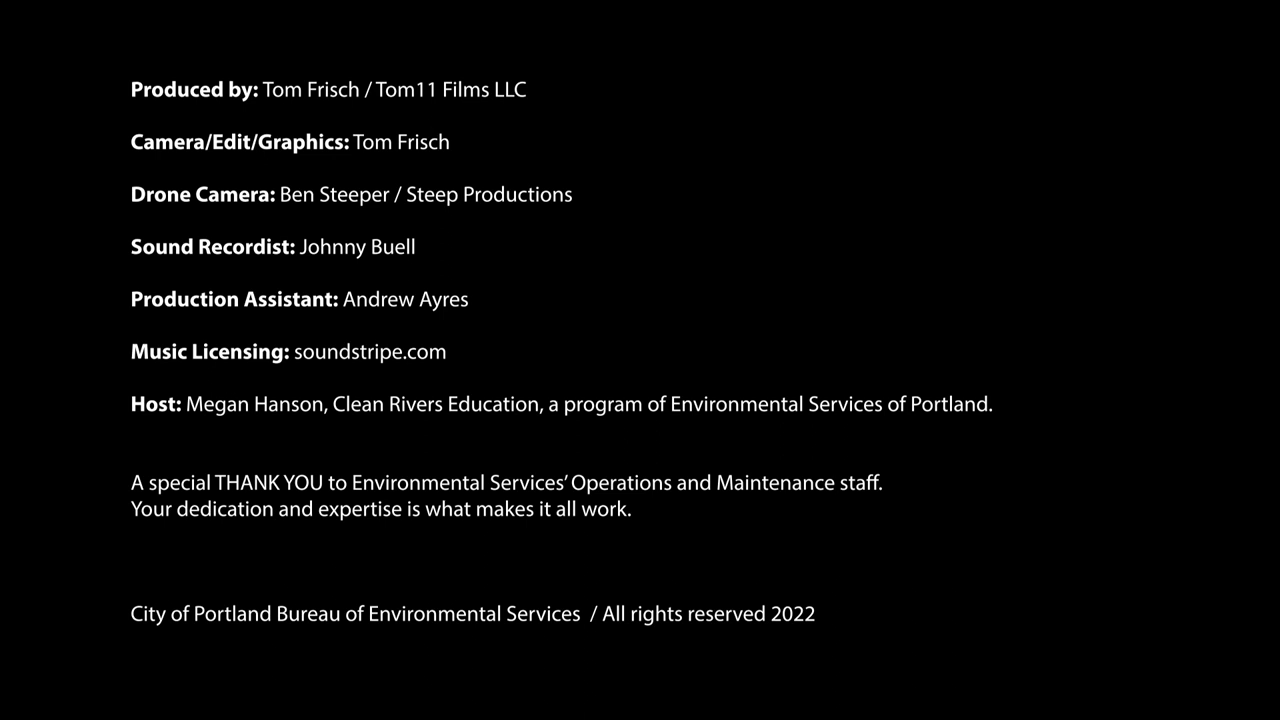 Produced by: Tom Frisch / Tom11 Films LLC
Camera/Edit/Graphics: Tom Frisch
Drone Camera: Ben Steeper / Steep Productions
Sound Recordist: Johnny Buell
Production Assistant: Andrew Ayres
Music Licensing: soundstripe.com
Host: Megan Hanson, Clean Rivers Education, a program of Environmental Services of Portland.
A special THANK YOU to Environmental Services’ Operations and Maintenance staff.
Your dedication and expertise is what makes it all work.
City of Portland Bureau of Environmental Services  / All rights reserved 2022